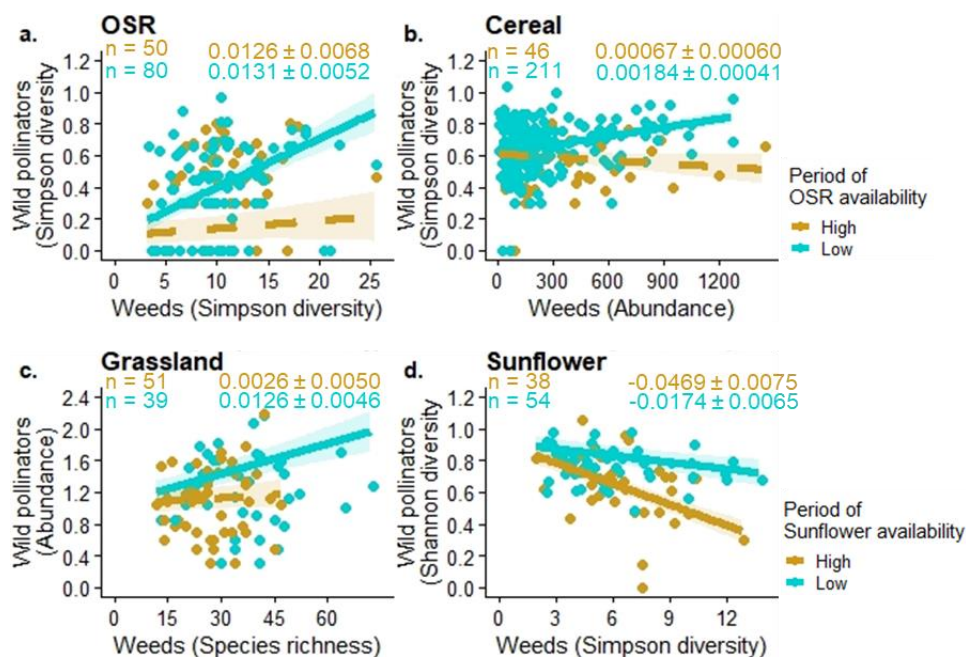 a. OSR
n = 50 0.0126 ± 0.0068
n = 80 0.0131 ± 0.0052
Wild pollinators
(Simpson diversity)
1.2
1.0
0.8
0.6
0.4
0.2
0.0
0 5 10 15 20 25
Weeds (Simpson diversity)
b. Cereal
n = 46 0.00067 ± 0.00060
n = 211 0.00184 ± 0.00041
Wild pollinators
(Simpson diversity)
1.2
1.0
0.8
0.6
0.4
0.2
0.0
0 300 600 900 1200
Weeds (Abundance)
Period of
OSR availability
High
Low
c. Grassland
n = 51 0.0026 ± 0.0050
n = 39 0.0126 ± 0.0046
Wild pollinators
(Abundance)
2.4
2.0
1.6
1.2
0.8
0.4
0.0
15 30 45 60
Weeds (Species richness)
d. Sunflower
n = 38 -0.0469 ± 0.0075
n = 54 -0.0174 ± 0.0065
Wild pollinators
(Shannon diversity)
1.2
1.0
0.8
0.6
0.4
0.2
0.0
0 3 6 9 12
Weeds (Simpson diversity)
Period of
Sunflower availability
High
Low